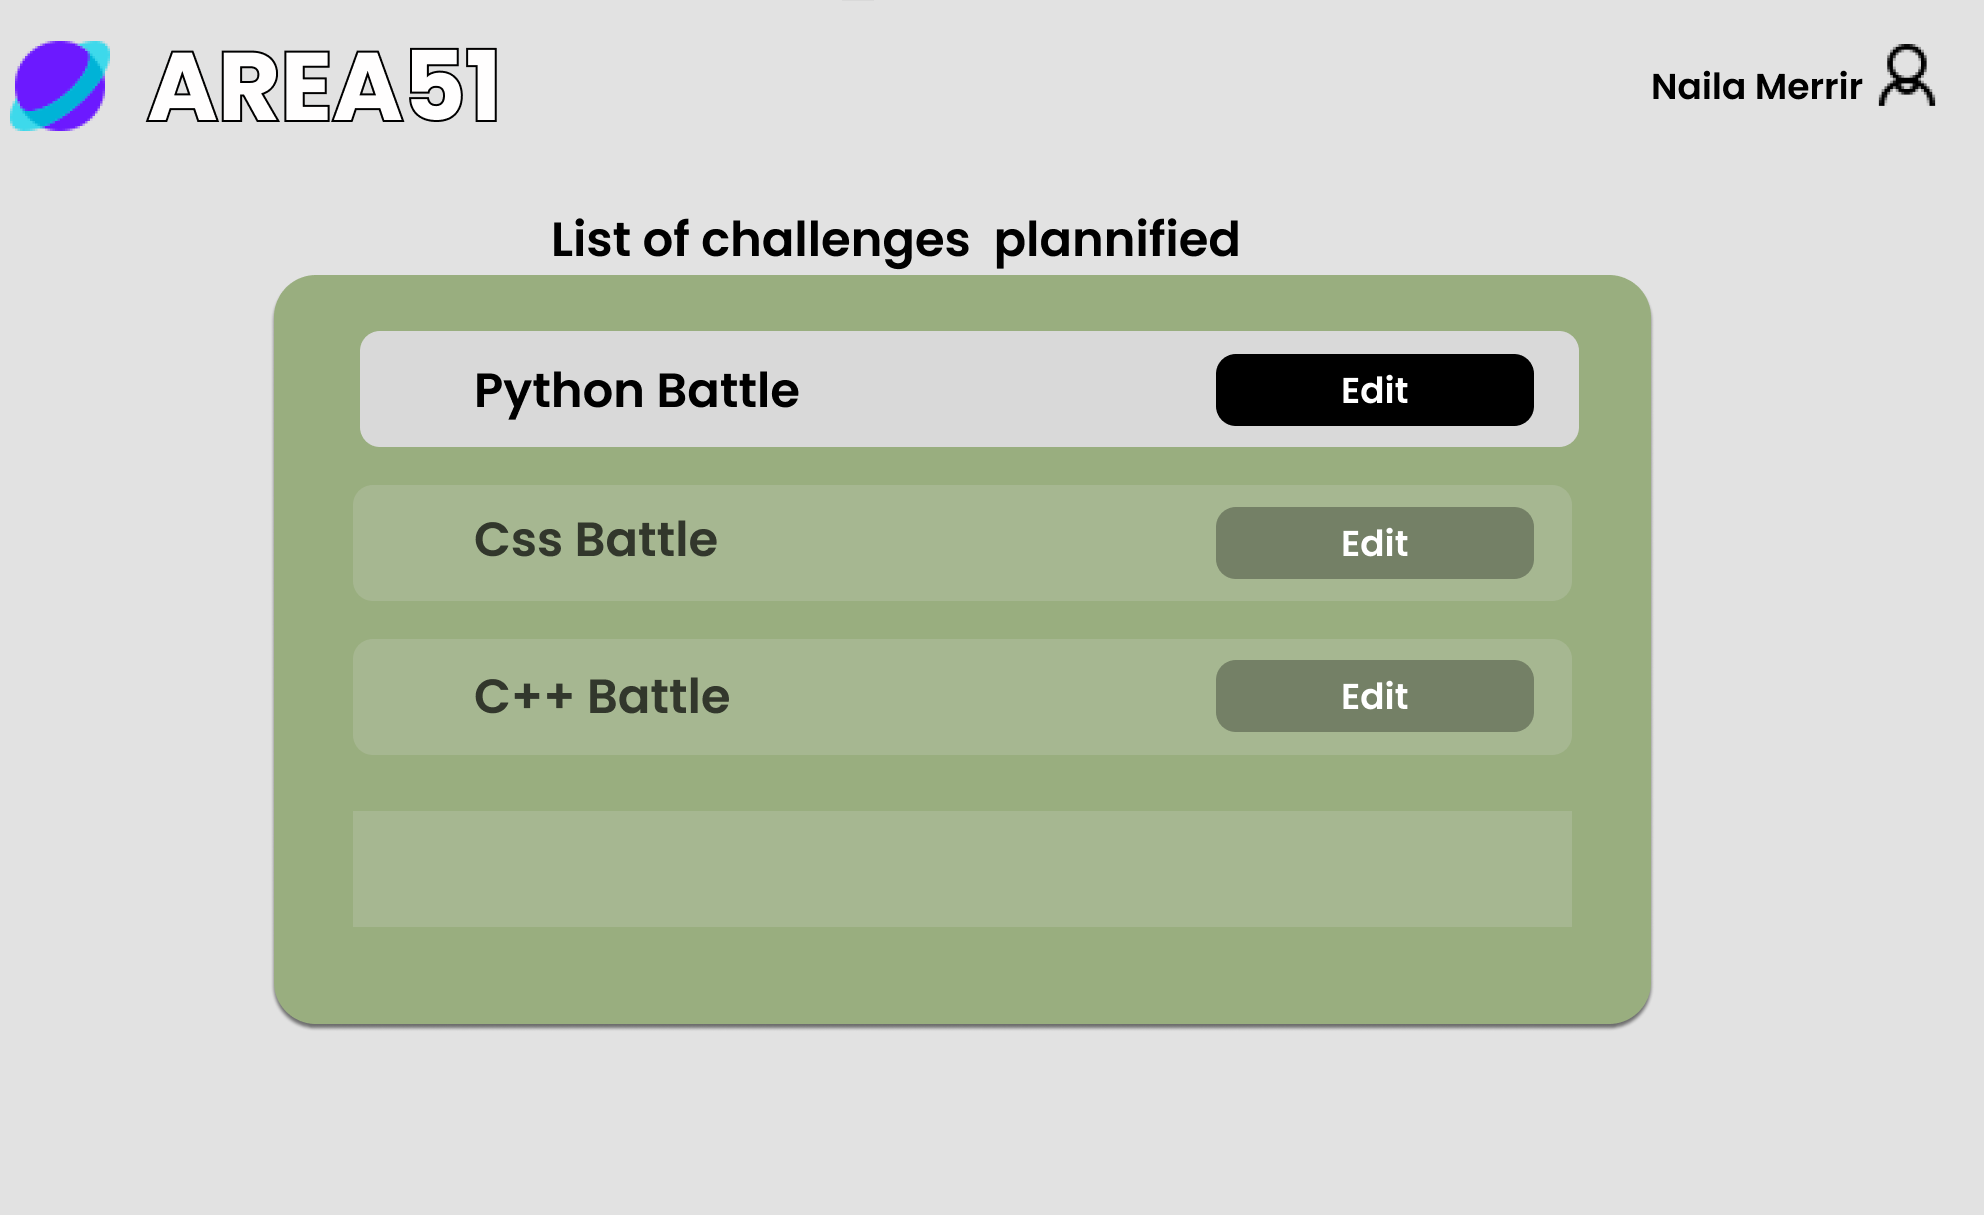 AREA51
Naila Merrir
List of challenges  plannified
Python Battle
Edit
Css Battle
Edit
C++ Battle
Edit